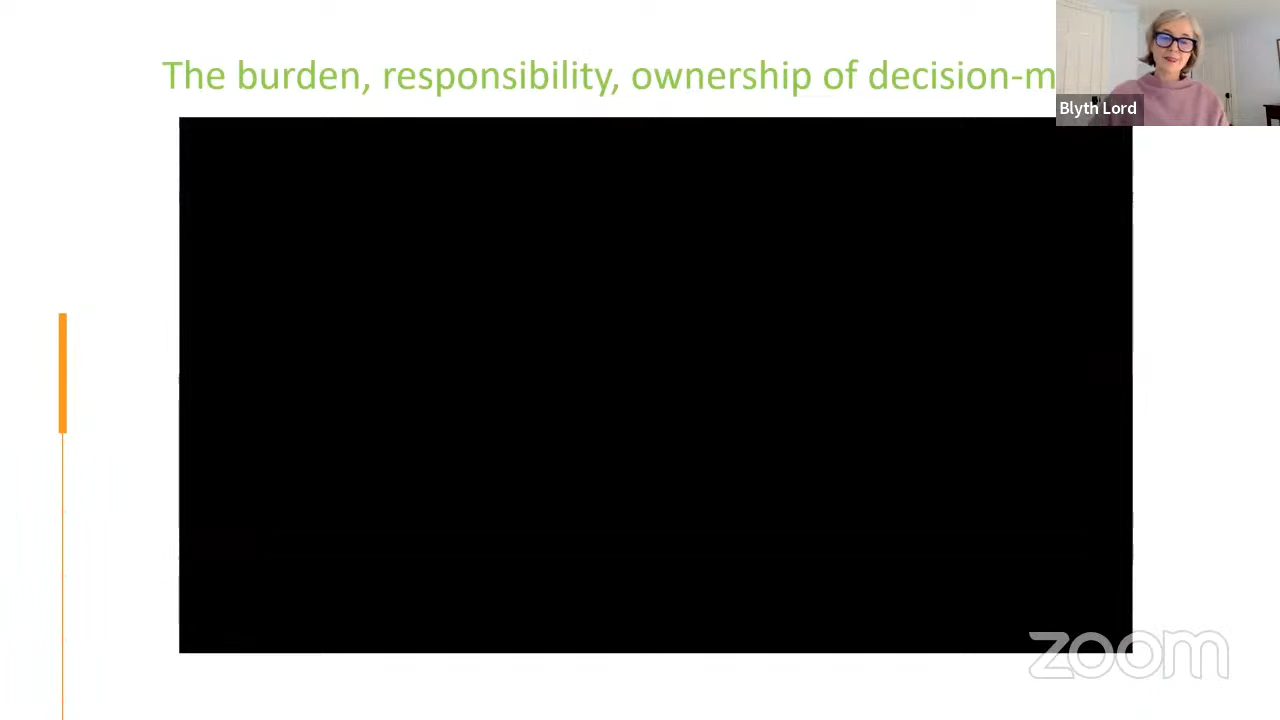 The burden, responsibility, ownership of decision-m
Blyth Lord
zoom